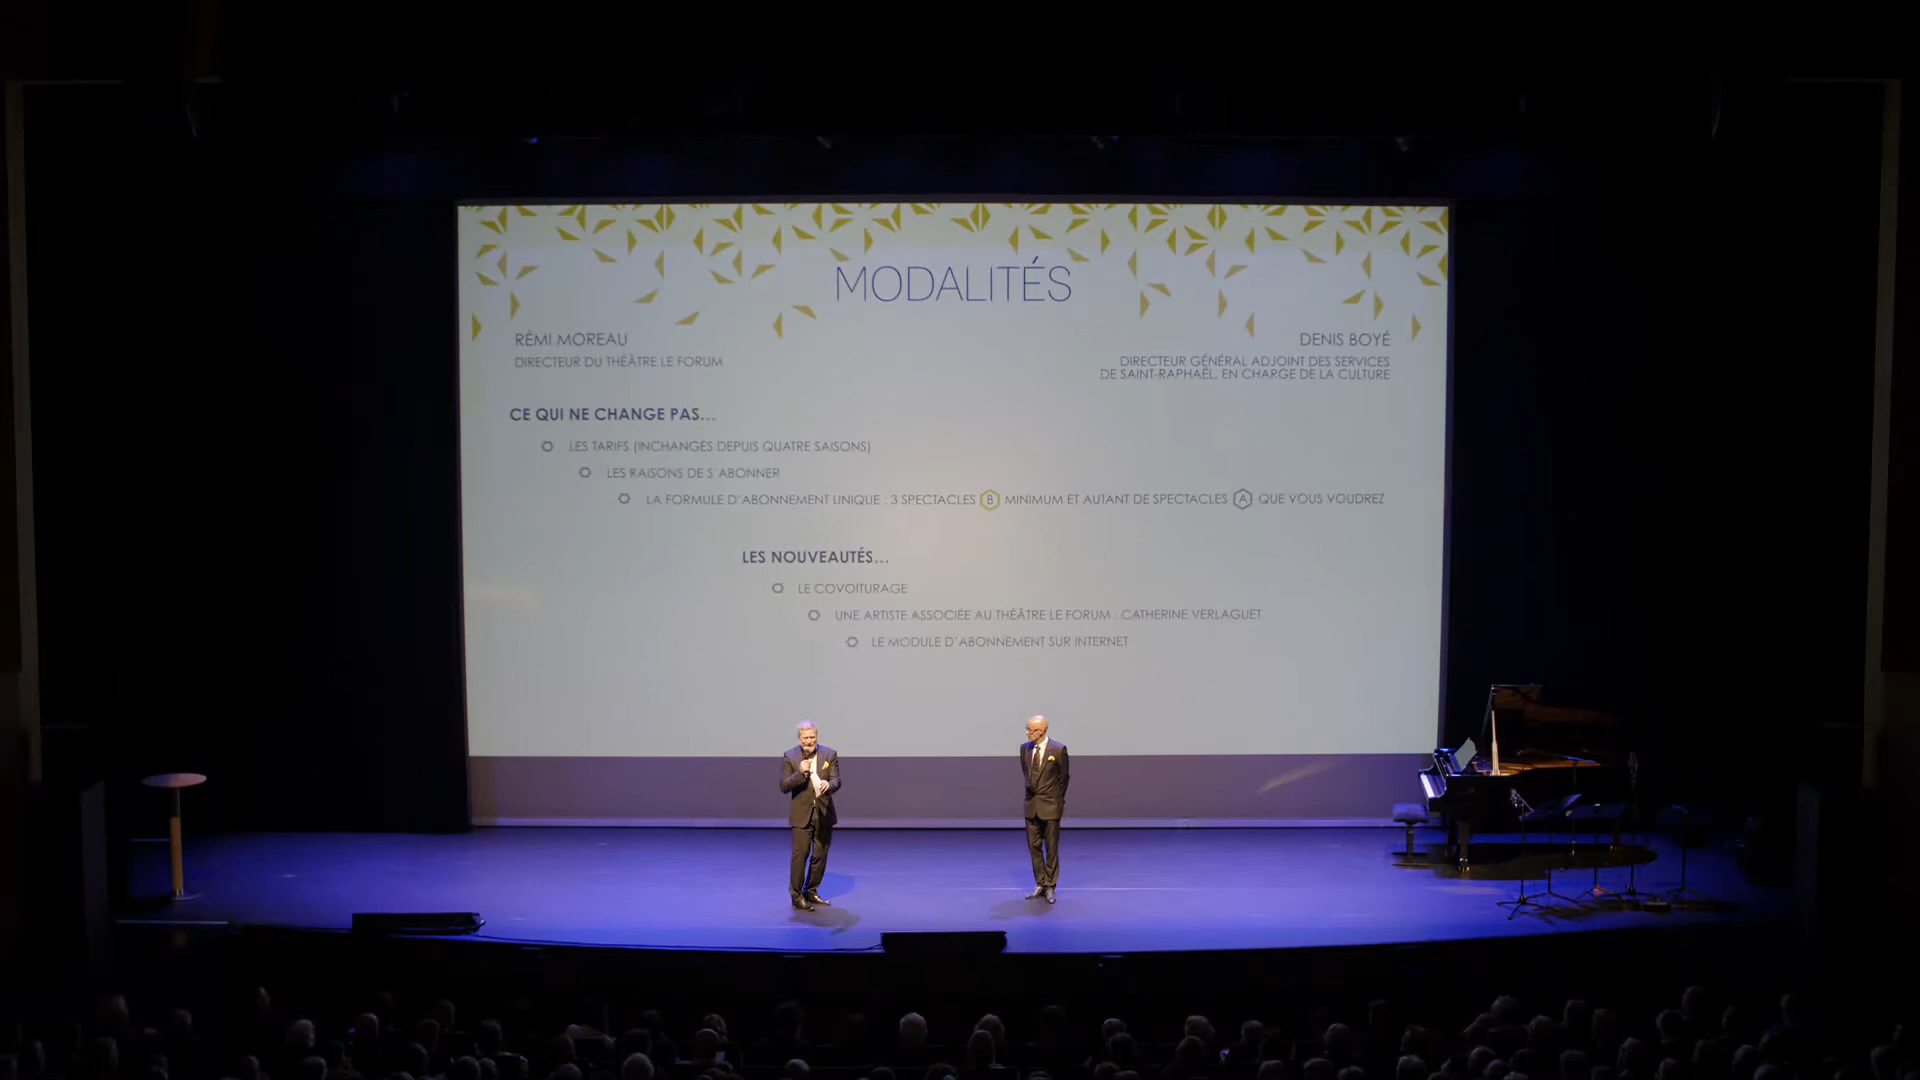 MODALITÉS
RÉMI MOREAU
DIRECTEUR DU THÉÂTRE LE FORUM
DENIS BOYÉ
DIRECTEUR GÉNÉRAL ADJOINT DES SERVICES
DE SAINT-RAPHAËL, EN CHARGE DE LA CULTURE
CE QUI NE CHANGE PAS...
LES TARIFS (INCHANGÉS DEPUIS QUATRE SAISONS)
LES RAISONS DE S'ABONNER
LA FORMULE D'ABONNEMENT UNIQUE : 3 SPECTACLES B MINIMUM ET AUTANT DE SPECTACLES A QUE VOUS VOUDREZ
LES NOUVEAUTÉS...
LE COVOITURAGE
UNE ARTISTE ASSOCIÉE AU THÉÂTRE LE FORUM : CATHERINE VERLAGUET
LE MODULE D'ABONNEMENT SUR INTERNET